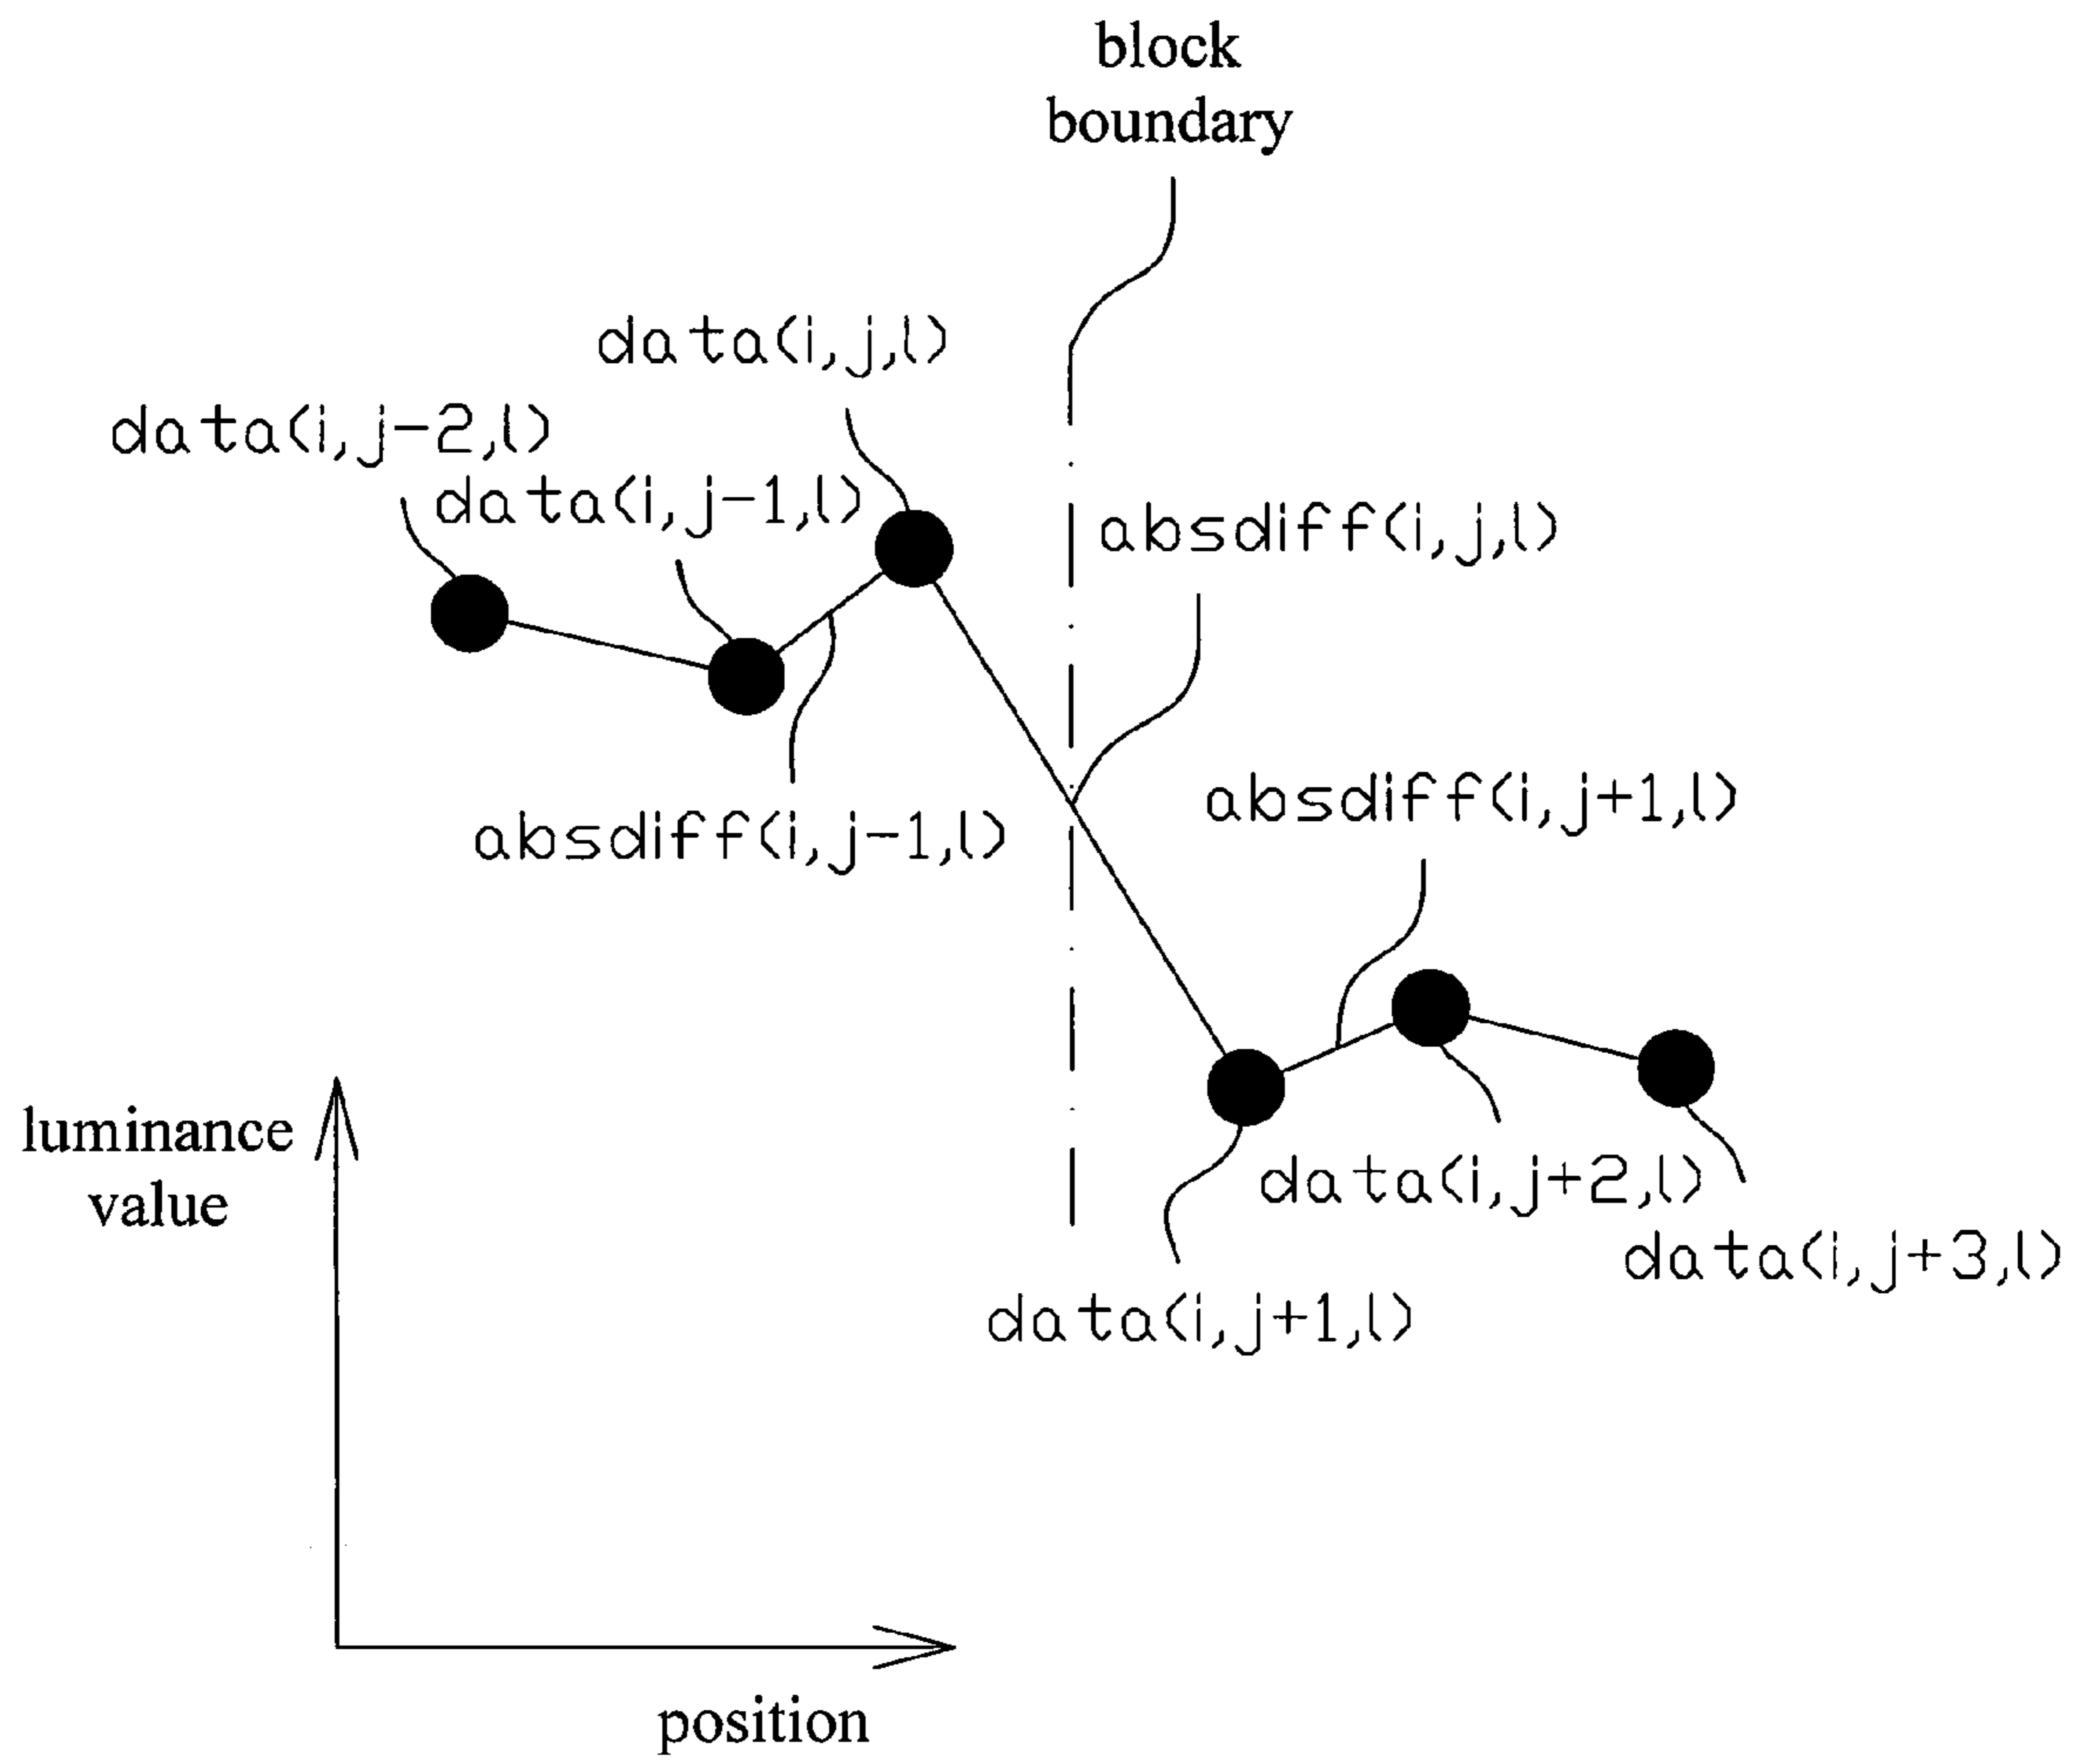 block
boundary
data(i,j,l)
data(i,j-2,l)
data(i,j-1,l)
absdiff(i,j,l)
absdiff(i,j+1,l)
absdiff(i,j-1,l)
luminance
value
data(i,j+2,l)
data(i,j+3,l)
data(i,j+1,l)
position